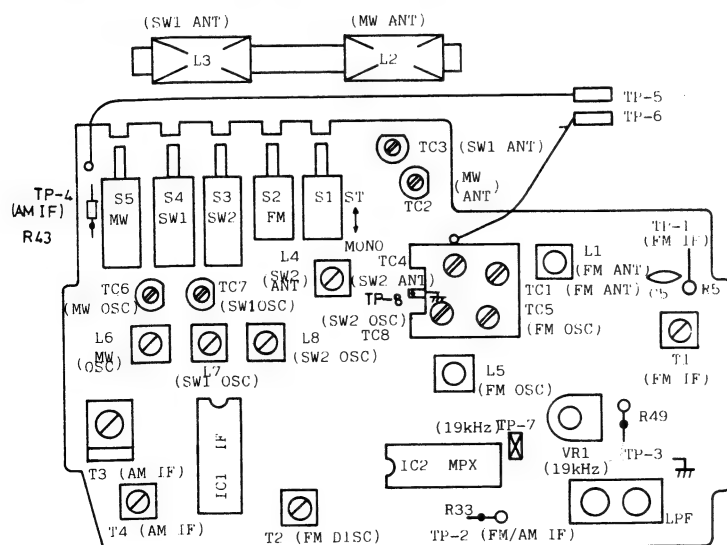 (SW1 ANT)
(MW ANT)
L3
L2
TP-5
TP-6
TC3 (SW1 ANT)
TC2
(MW
ANT)
TP-4
(AM IF)
R43
S5
MW
S4
SW1
S3
SW2
S2
FM
S1
ST
MONO
TP-1
(FM IF)
L4
(SW2)
ANT
TC4
(SW2 ANT)
L1
(FM ANT)
TC1 (FM ANT)
C5
R5
TC6
(MW OSC)
TC7
(SW1OSC)
TP-8
(SW2 OSC)
TC8
TC5
(FM OSC)
L6
MW
(OSC)
L7
(SW1 OSC)
L8
(SW2 OSC)
L5
(FM OSC)
T1
(FM IF)
(19kHz)
TP-7
R49
VR1
(19kHz)
TP-3
T3 (AM IF)
IC1 IF
IC2 MPX
T4 (AM IF)
T2 (FM DISC)
R33
TP-2 (FM/AM IF)
LPF